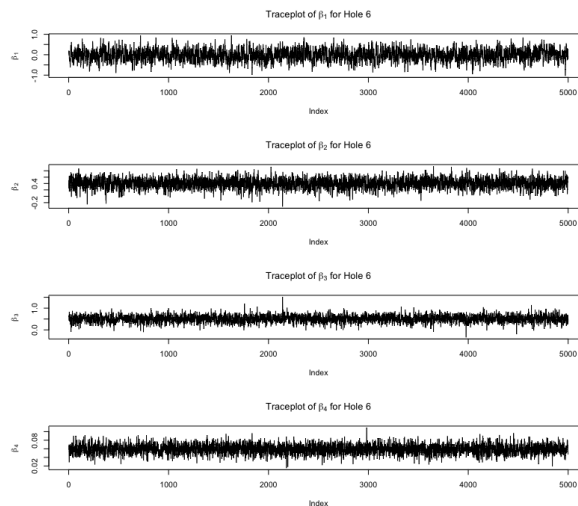 Traceplot of β1 for Hole 6
β1
1.0
0.0
-1.0
0 1000 2000 3000 4000 5000
Index
Traceplot of β2 for Hole 6
β2
0.4
-0.2
0 1000 2000 3000 4000 5000
Index
Traceplot of β3 for Hole 6
β3
1.0
0.0
0 1000 2000 3000 4000 5000
Index
Traceplot of β4 for Hole 6
β4
0.08
0.02
0 1000 2000 3000 4000 5000
Index